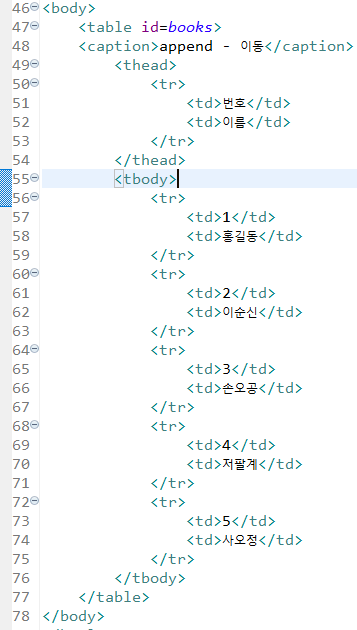 46 <body>
47     <table id=books>
48     <caption>append - 이동</caption>
49         <thead>
50             <tr>
51                 <td>번호</td>
52                 <td>이름</td>
53             </tr>
54         </thead>
55         <tbody>
56             <tr>
57                 <td>1</td>
58                 <td>홍길동</td>
59             </tr>
60             <tr>
61                 <td>2</td>
62                 <td>이순신</td>
63             </tr>
64             <tr>
65                 <td>3</td>
66                 <td>손오공</td>
67             </tr>
68             <tr>
69                 <td>4</td>
70                 <td>저팔계</td>
71             </tr>
72             <tr>
73                 <td>5</td>
74                 <td>사오정</td>
75             </tr>
76         </tbody>
77     </table>
78 </body>